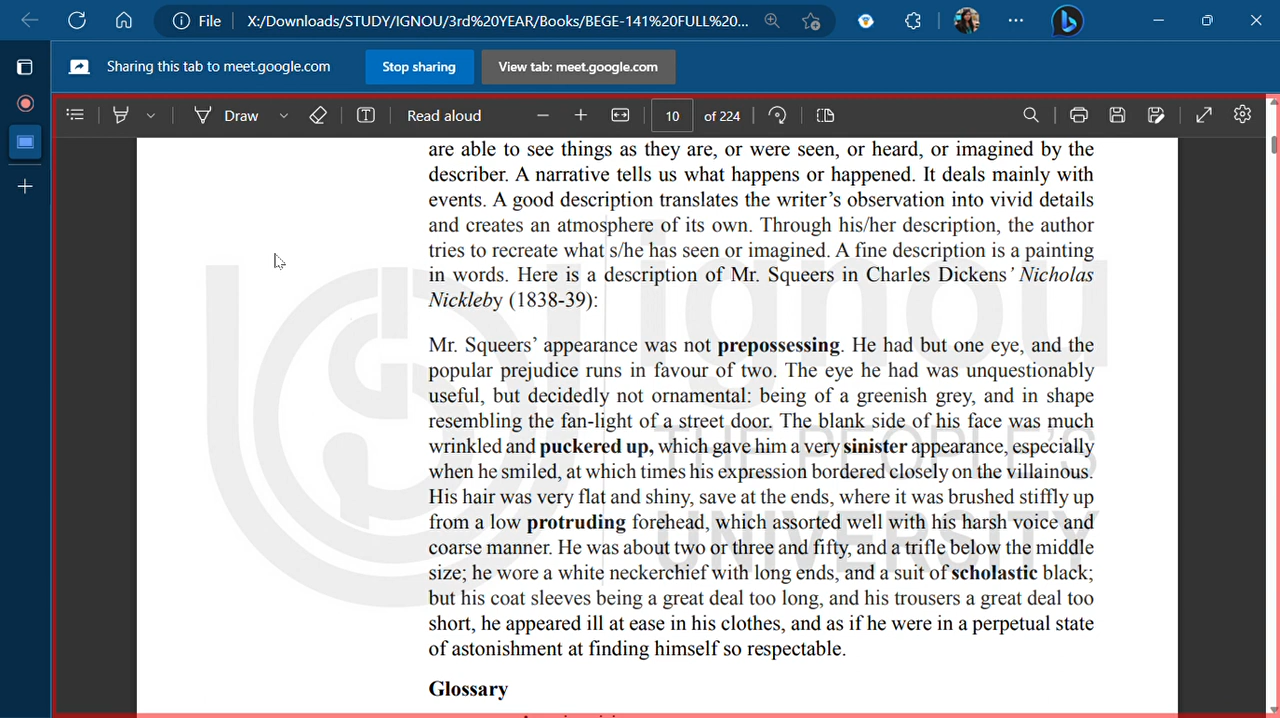 File
X:/Downloads/STUDY/IGNOU/3rd%20YEAR/Books/BEGE-141%20FULL%20...
Sharing this tab to meet.google.com
Stop sharing
View tab: meet.google.com
Draw
Read aloud
10
of 224
are able to see things as they are, or were seen, or heard, or imagined by the
describer. A narrative tells us what happens or happened. It deals mainly with
events. A good description translates the writer's observation into vivid details
and creates an atmosphere of its own. Through his/her description, the author
tries to recreate what s/he has seen or imagined. A fine description is a painting
in words. Here is a description of Mr. Squeers in Charles Dickens' Nicholas
Nickleby (1838-39):
Mr. Squeers' appearance was not prepossessing. He had but one eye, and the
popular prejudice runs in favour of two. The eye he had was unquestionably
useful, but decidedly not ornamental: being of a greenish grey, and in shape
resembling the fan-light of a street door. The blank side of his face was much
wrinkled and puckered up, which gave him a very sinister appearance, especially
when he smiled, at which times his expression bordered closely on the villainous.
His hair was very flat and shiny, save at the ends, where it was brushed stiffly up
from a low protruding forehead, which assorted well with his harsh voice and
coarse manner. He was about two or three and fifty, and a trifle below the middle
size; he wore a white neckerchief with long ends, and a suit of scholastic black;
but his coat sleeves being a great deal too long, and his trousers a great deal too
short, he appeared ill at ease in his clothes, and as if he were in a perpetual state
of astonishment at finding himself so respectable.
Glossary
ignou
THE PEOPLE'S
UNIVERSITY